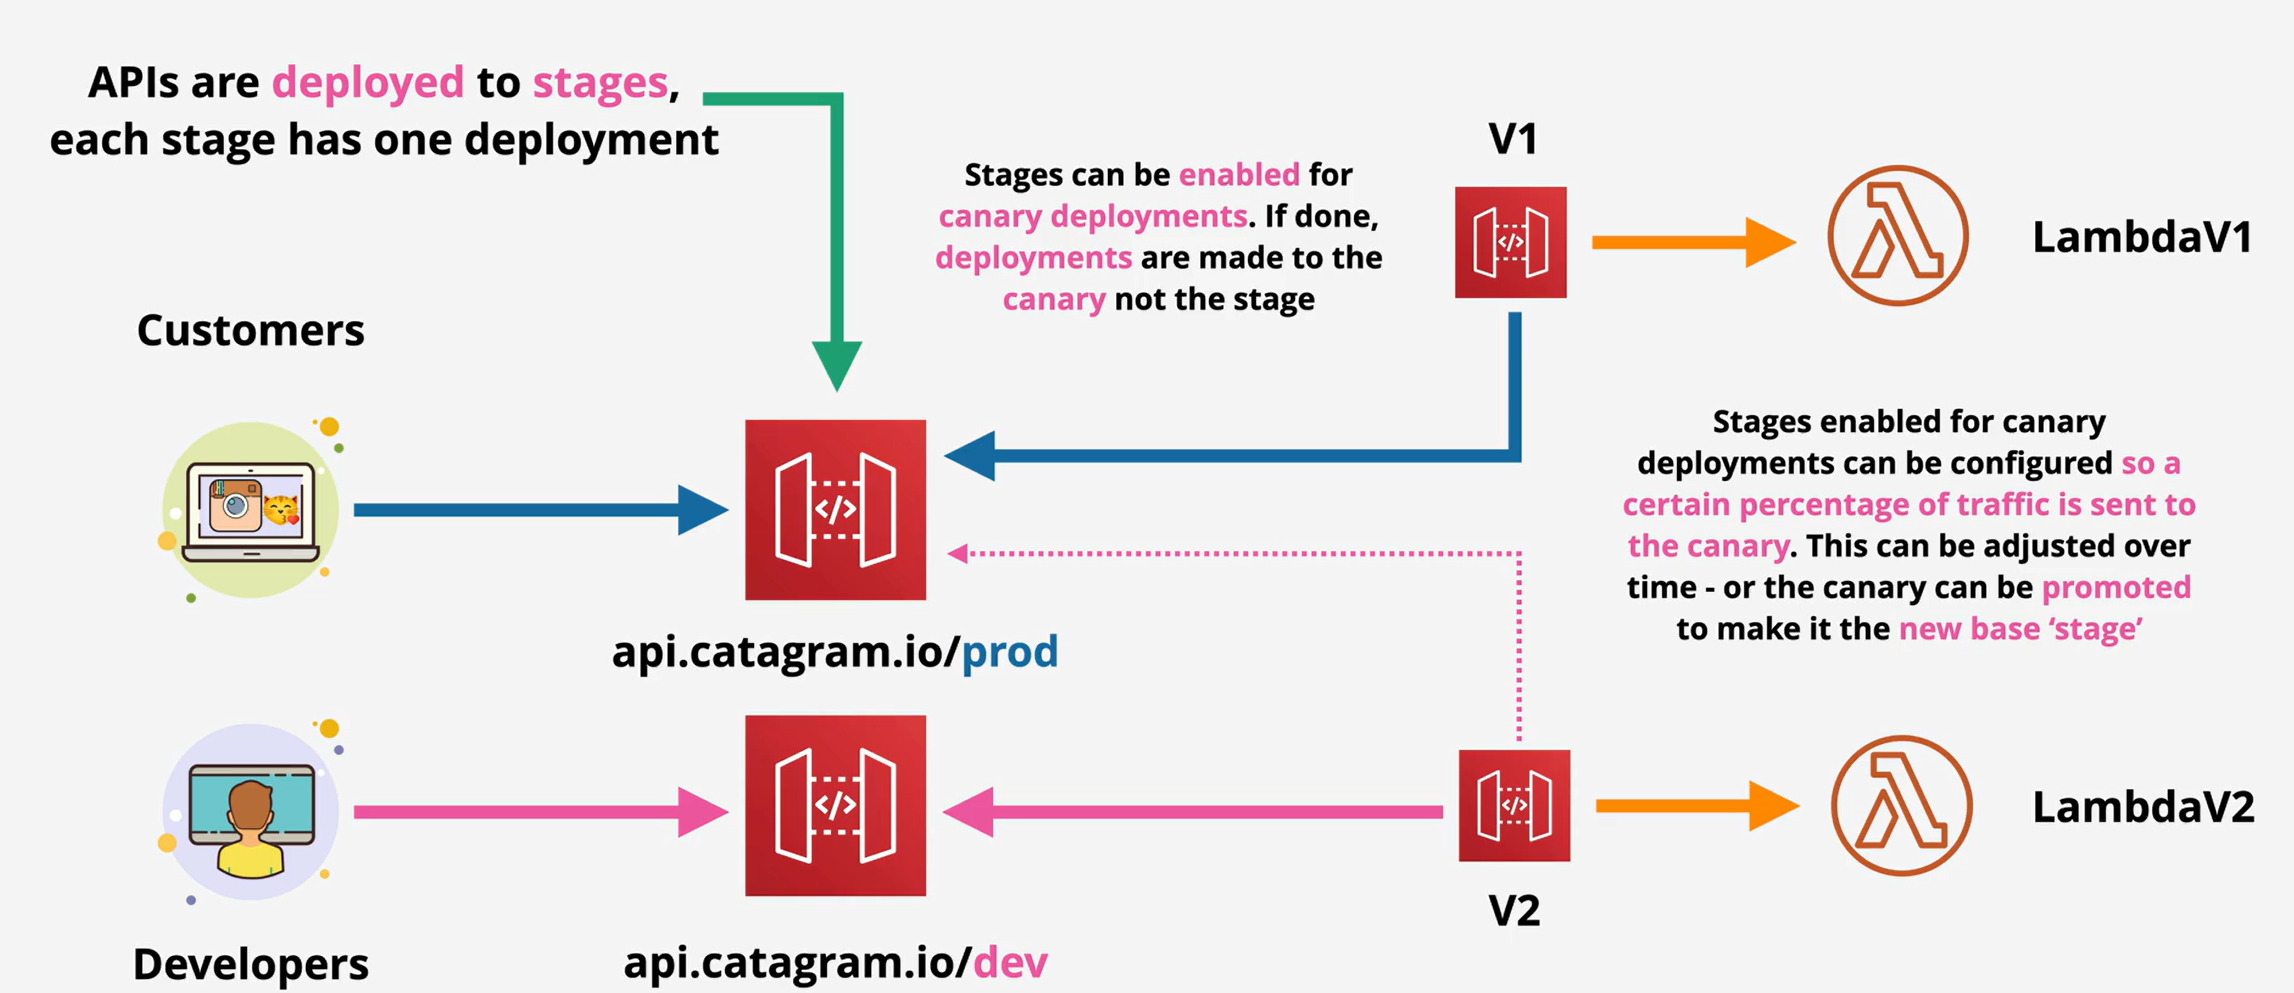 APIs are deployed to stages,
each stage has one deployment
Stages can be enabled for
canary deployments. If done,
deployments are made to the
canary not the stage
V1
</>
LambdaV1
Customers
</>
api.catagram.io/prod
Stages enabled for canary
deployments can be configured so a
certain percentage of traffic is sent to
the canary. This can be adjusted over
time - or the canary can be promoted
to make it the new base ‘stage’
Developers
</>
api.catagram.io/dev
</>
V2
LambdaV2